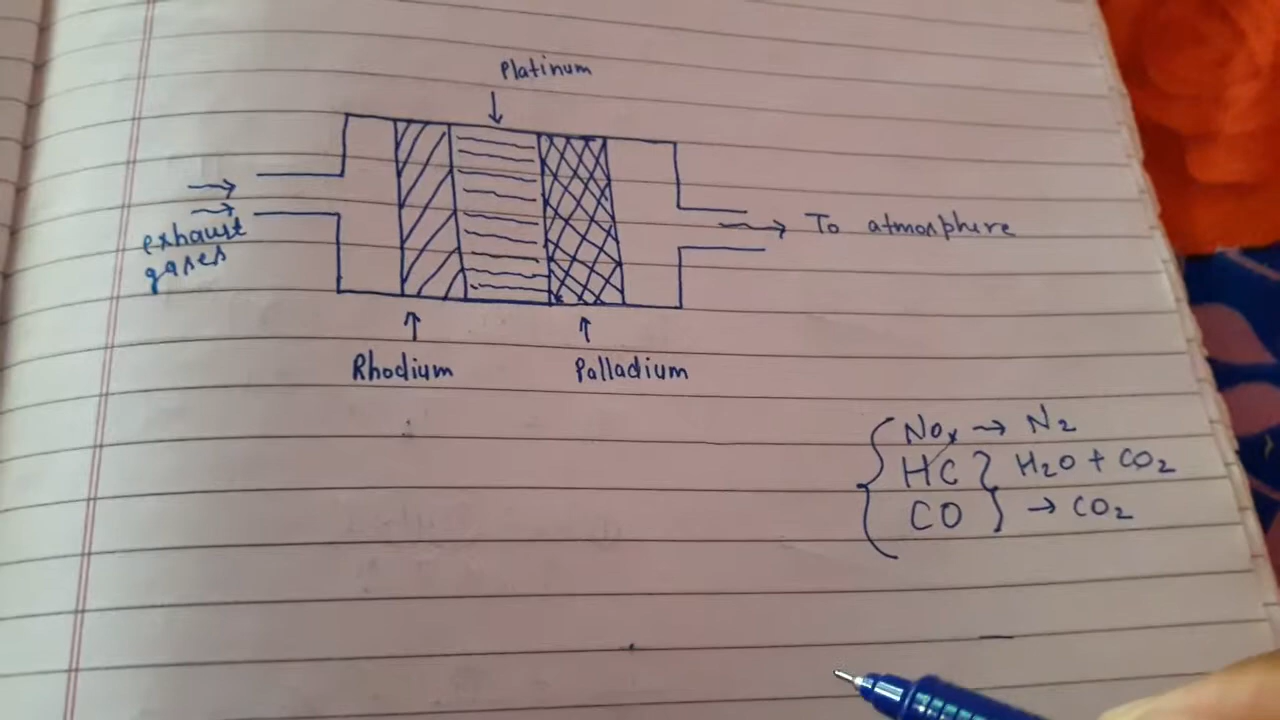 Platinum
exhaust
gases
To atmosphere
Rhodium
Palladium
NOx → N2
HC } H2O + CO2
CO } → CO2